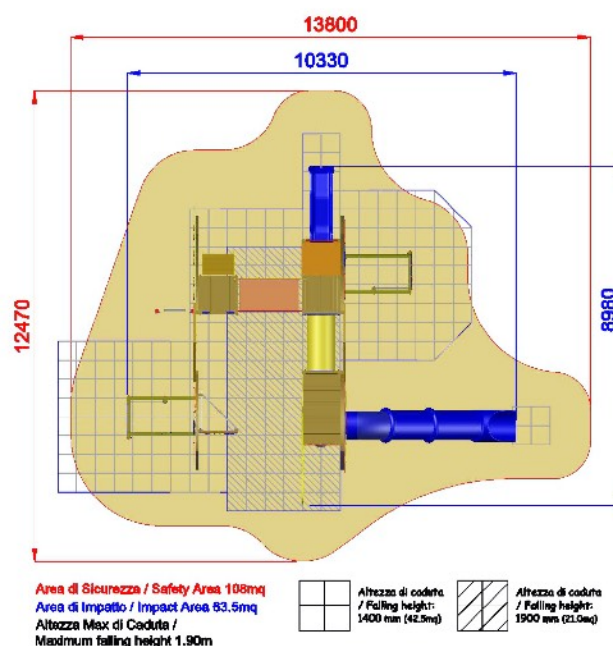 13800
10330
12470
8980
Area di Sicurezza / Safety Area 108mq
Area di Impatto / Impact Area 63.5mq
Altezza Max di Caduta /
Maximum falling height 1.90m
Altezza di caduta
/ Falling height:
1400 mm (42.5mq)
Altezza di caduta
/ Falling height:
1900 mm (21.0mq)